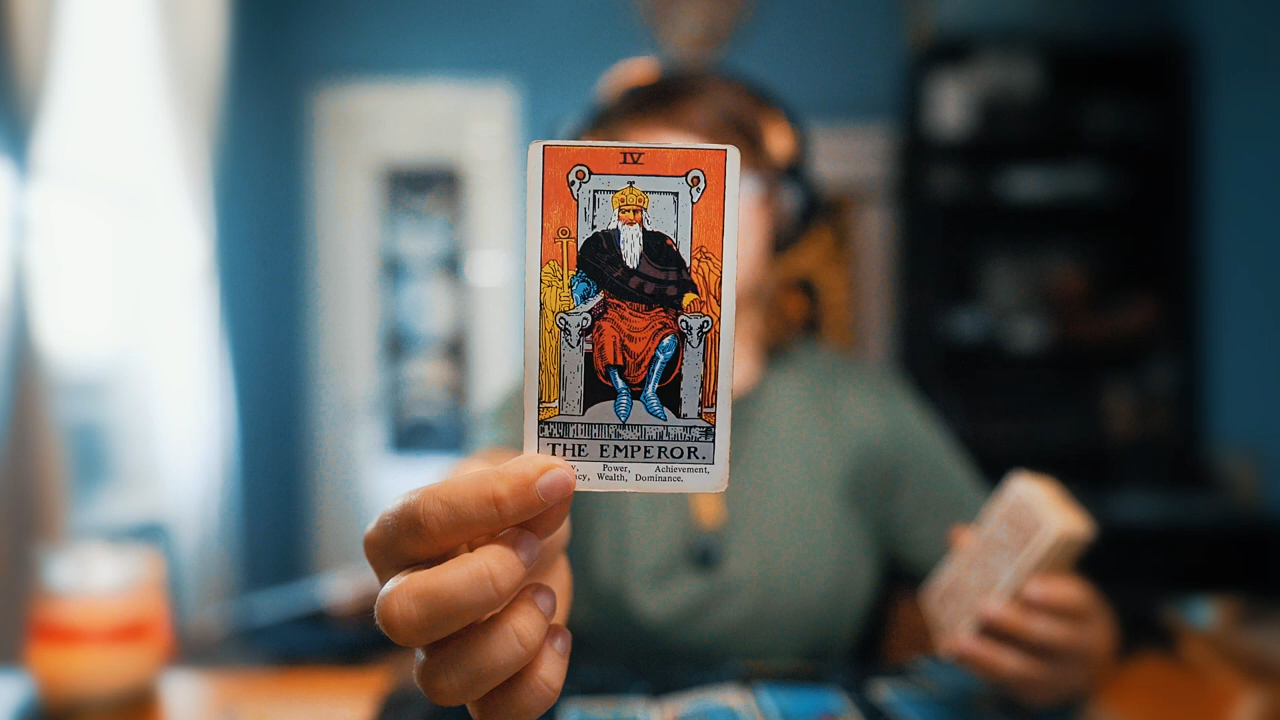 IV
THE EMPEROR.
Power, Achievement,
Wealth, Dominance.